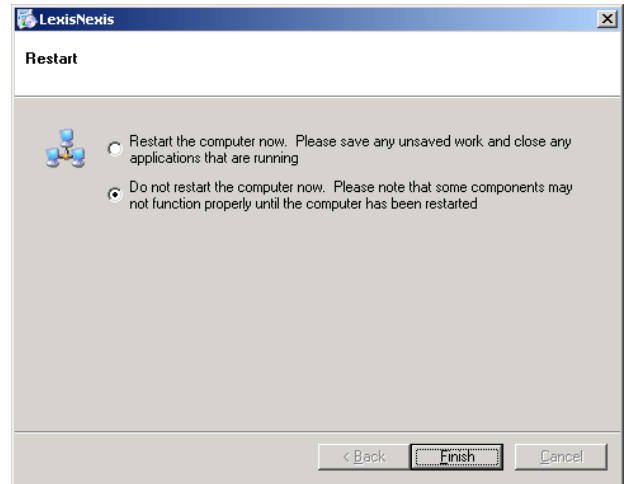 LexisNexis
Restart
Restart the computer now.  Please save any unsaved work and close any
applications that are running
Do not restart the computer now.  Please note that some components may
not function properly until the computer has been restarted
< Back
Finish
Cancel